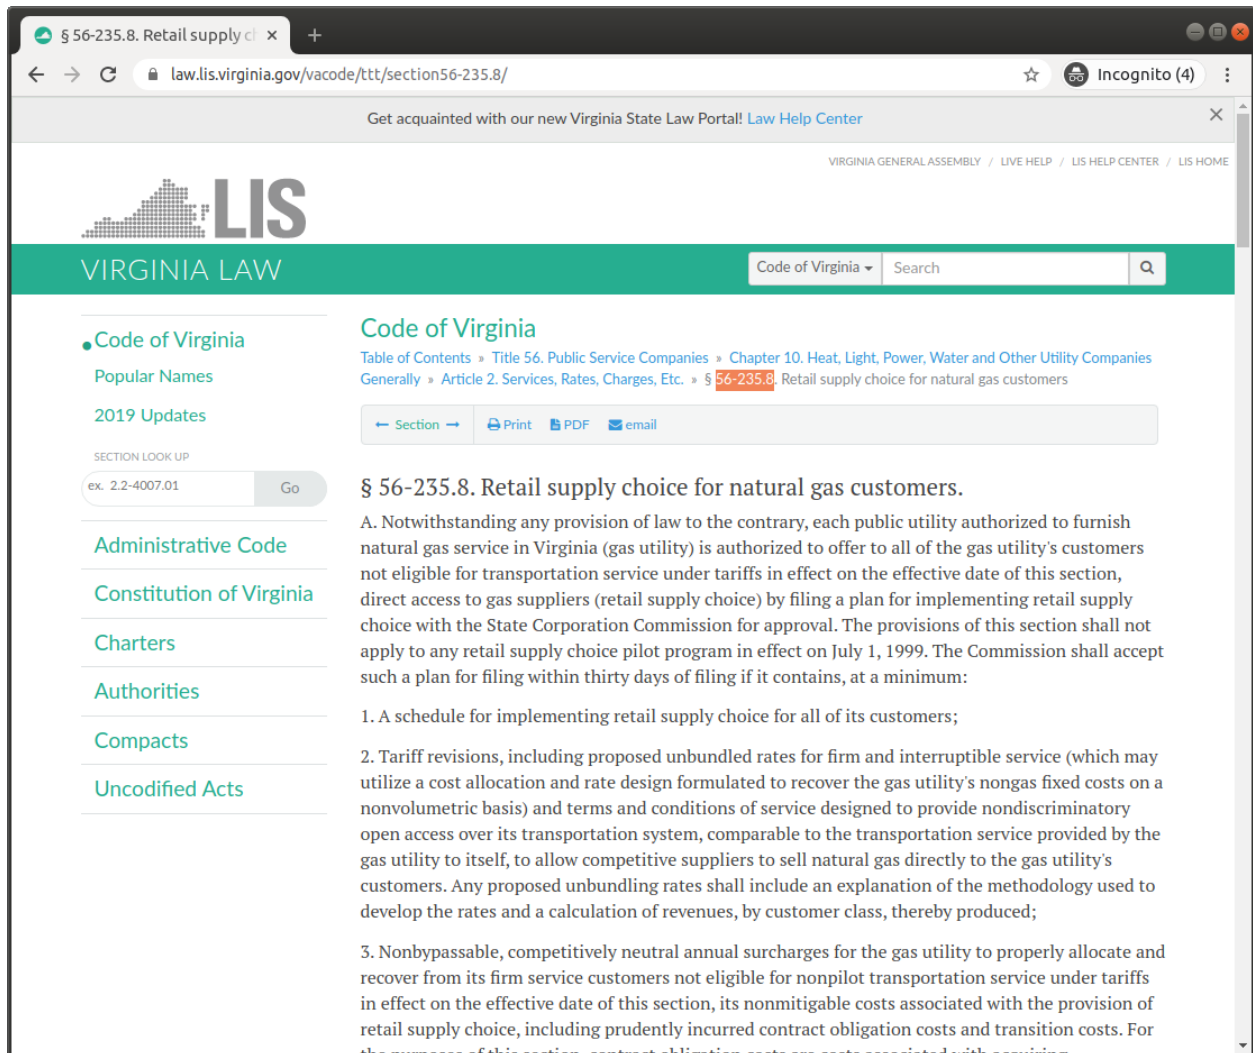 § 56-235.8. Retail supply ch
law.lis.virginia.gov/vacode/ttt/section56-235.8/
Incognito (4)
Get acquainted with our new Virginia State Law Portal! Law Help Center
VIRGINIA GENERAL ASSEMBLY / LIVE HELP / LIS HELP CENTER / LIS HOME
LIS
VIRGINIA LAW
Code of Virginia
Search
Code of Virginia
Popular Names
2019 Updates
SECTION LOOK UP
ex. 2.2-4007.01
Go
Administrative Code
Constitution of Virginia
Charters
Authorities
Compacts
Uncodified Acts
Code of Virginia
Table of Contents » Title 56. Public Service Companies » Chapter 10. Heat, Light, Power, Water and Other Utility Companies
Generally » Article 2. Services, Rates, Charges, Etc. » § 56-235.8. Retail supply choice for natural gas customers
← Section → Print PDF email
§ 56-235.8. Retail supply choice for natural gas customers.
A. Notwithstanding any provision of law to the contrary, each public utility authorized to furnish
natural gas service in Virginia (gas utility) is authorized to offer to all of the gas utility's customers
not eligible for transportation service under tariffs in effect on the effective date of this section,
direct access to gas suppliers (retail supply choice) by filing a plan for implementing retail supply
choice with the State Corporation Commission for approval. The provisions of this section shall not
apply to any retail supply choice pilot program in effect on July 1, 1999. The Commission shall accept
such a plan for filing within thirty days of filing if it contains, at a minimum:
1. A schedule for implementing retail supply choice for all of its customers;
2. Tariff revisions, including proposed unbundled rates for firm and interruptible service (which may
utilize a cost allocation and rate design formulated to recover the gas utility's nongas fixed costs on a
nonvolumetric basis) and terms and conditions of service designed to provide nondiscriminatory
open access over its transportation system, comparable to the transportation service provided by the
gas utility to itself, to allow competitive suppliers to sell natural gas directly to the gas utility's
customers. Any proposed unbundling rates shall include an explanation of the methodology used to
develop the rates and a calculation of revenues, by customer class, thereby produced;
3. Nonbypassable, competitively neutral annual surcharges for the gas utility to properly allocate and
recover from its firm service customers not eligible for nonpilot transportation service under tariffs
in effect on the effective date of this section, its nonmitigable costs associated with the provision of
retail supply choice, including prudently incurred contract obligation costs and transition costs. For
the purposes of this section, contract obligation costs are costs associated with acquiring